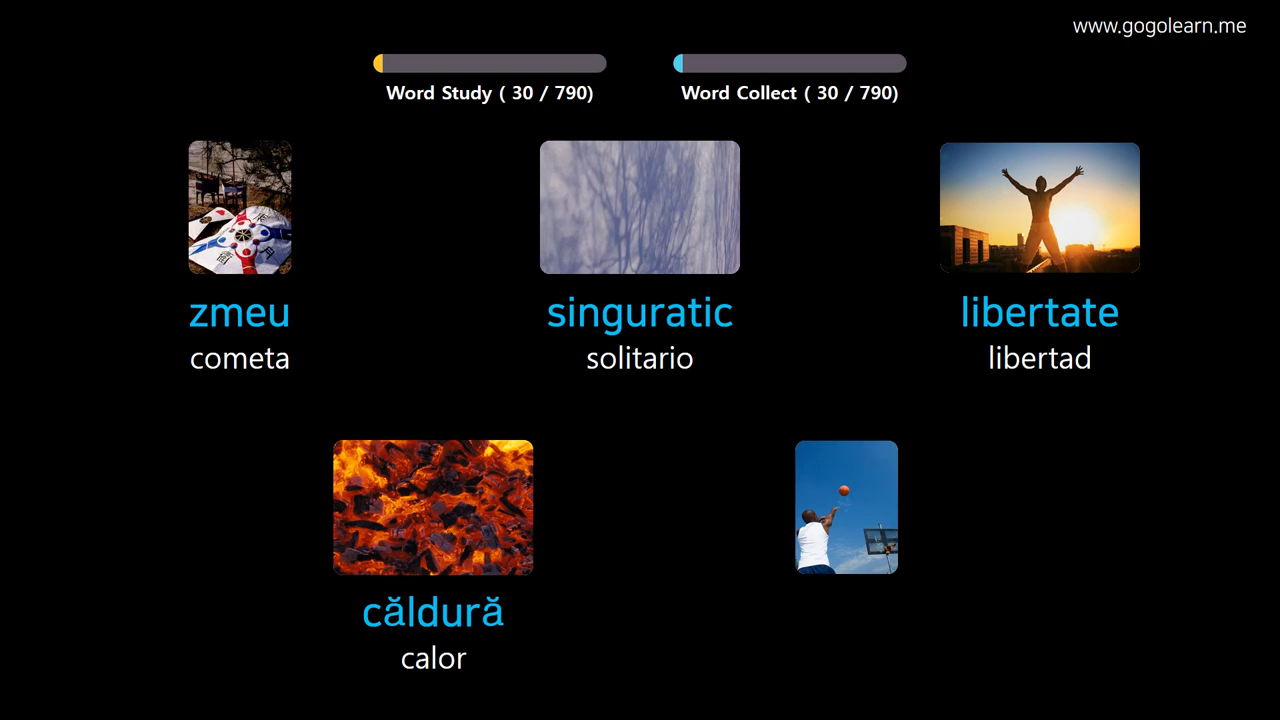 www.gogolearn.me
Word Study ( 30 / 790)
Word Collect ( 30 / 790)
zmeu
cometa
singuratic
solitario
libertate
libertad
căldură
calor